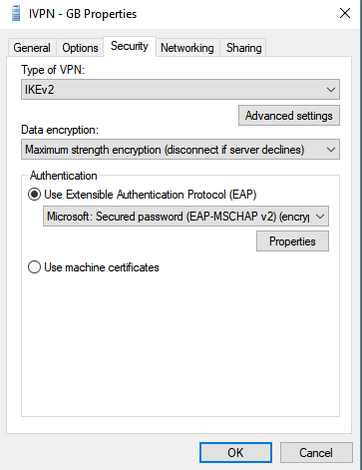 IVPN - GB Properties
General Options Security Networking Sharing
Type of VPN:
IKEv2
Advanced settings
Data encryption:
Maximum strength encryption (disconnect if server declines)
Authentication
Use Extensible Authentication Protocol (EAP)
Microsoft: Secured password (EAP-MSCHAP v2) (encry
Properties
Use machine certificates
OK Cancel